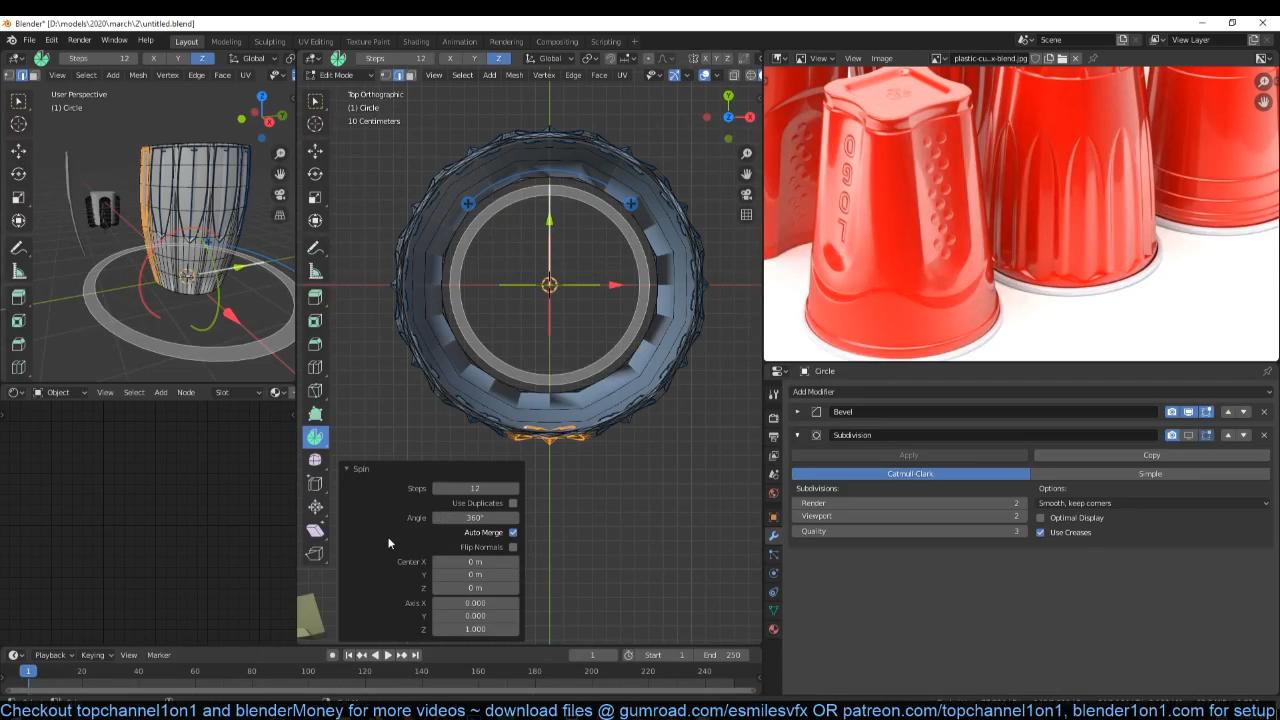 Blender* [D:\models\2020\march\2\untitled.blend]
File Edit Render Window Help Layout Modeling Sculpting UV Editing Texture Paint Shading Animation Rendering Compositing Scripting + Scene View Layer
Steps 12 X Y Z Global
Steps 12 X Y Z Global
View Image plastic-cu...x-blend.jpg
View Select Add Mesh Vertex Edge Face UV
Edit Mode View Select Add Mesh Vertex Edge Face UV
User Perspective
(1) Circle
Top Orthographic
(1) Circle
10 Centimeters
Object View Select Add Node Slot
Circle
Add Modifier
Bevel
Subdivision
Apply Copy
Catmull-Clark Simple
Subdivisions: Options:
Render 2 Smooth, keep corners
Viewport 2 Optimal Display
Quality 3 Use Creases
Spin
Steps 12
Use Duplicates
Angle 360°
Auto Merge
Flip Normals
Center X 0 m
Y 0 m
Z 0 m
Axis X 0.000
Y 0.000
Z 1.000
Playback Keying View Marker 1 Start 1 End 250
1 20 40 60 80 100 120 140 160 180 200 220 240
Checkout topchannel1on1 and blenderMoney for more videos ~ download files @ gumroad.com/esmilesvfx OR patreon.com/topchannel1on1, blender1on1.com for setup